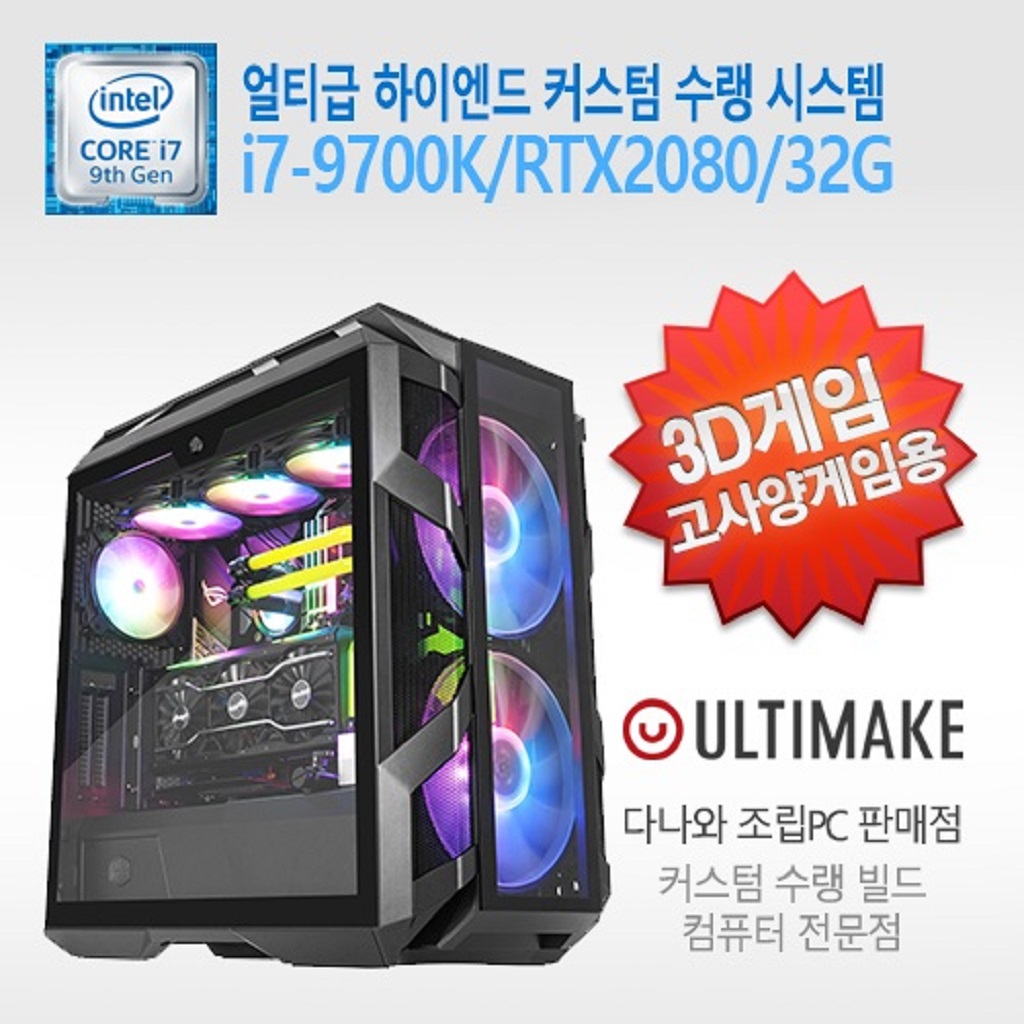 intel
CORE i7
9th Gen
얼티급 하이엔드 커스텀 수랭 시스템
i7-9700K/RTX2080/32G
3D게임
고사양게임용
ULTIMAKE
다나와 조립PC 판매점
커스텀 수랭 빌드
컴퓨터 전문점